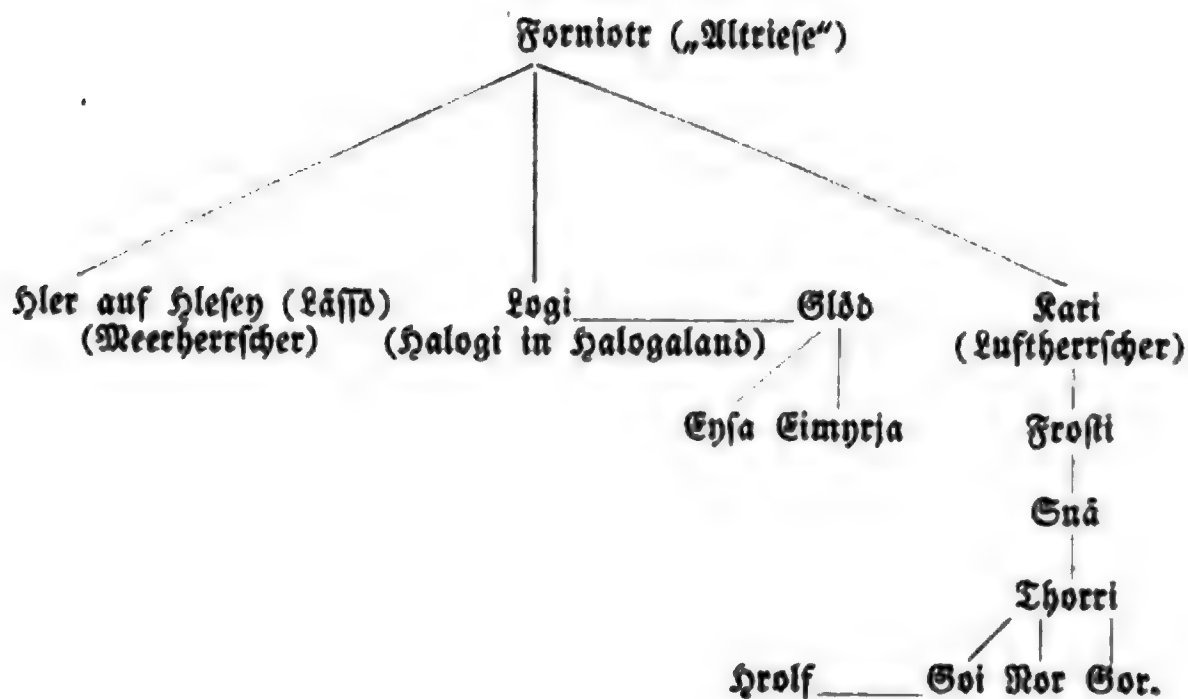 Forniotr („Altrieſe“)
Hler auf Hleſey (Läſſö) Logi Glöd Kari
(Meerherrſcher) (Halogi in Halogaland) (Luftherrſcher)
Eyſa Eimyrja Froſti
Snä
Thorri
Hrolf Goi Nor Gor.